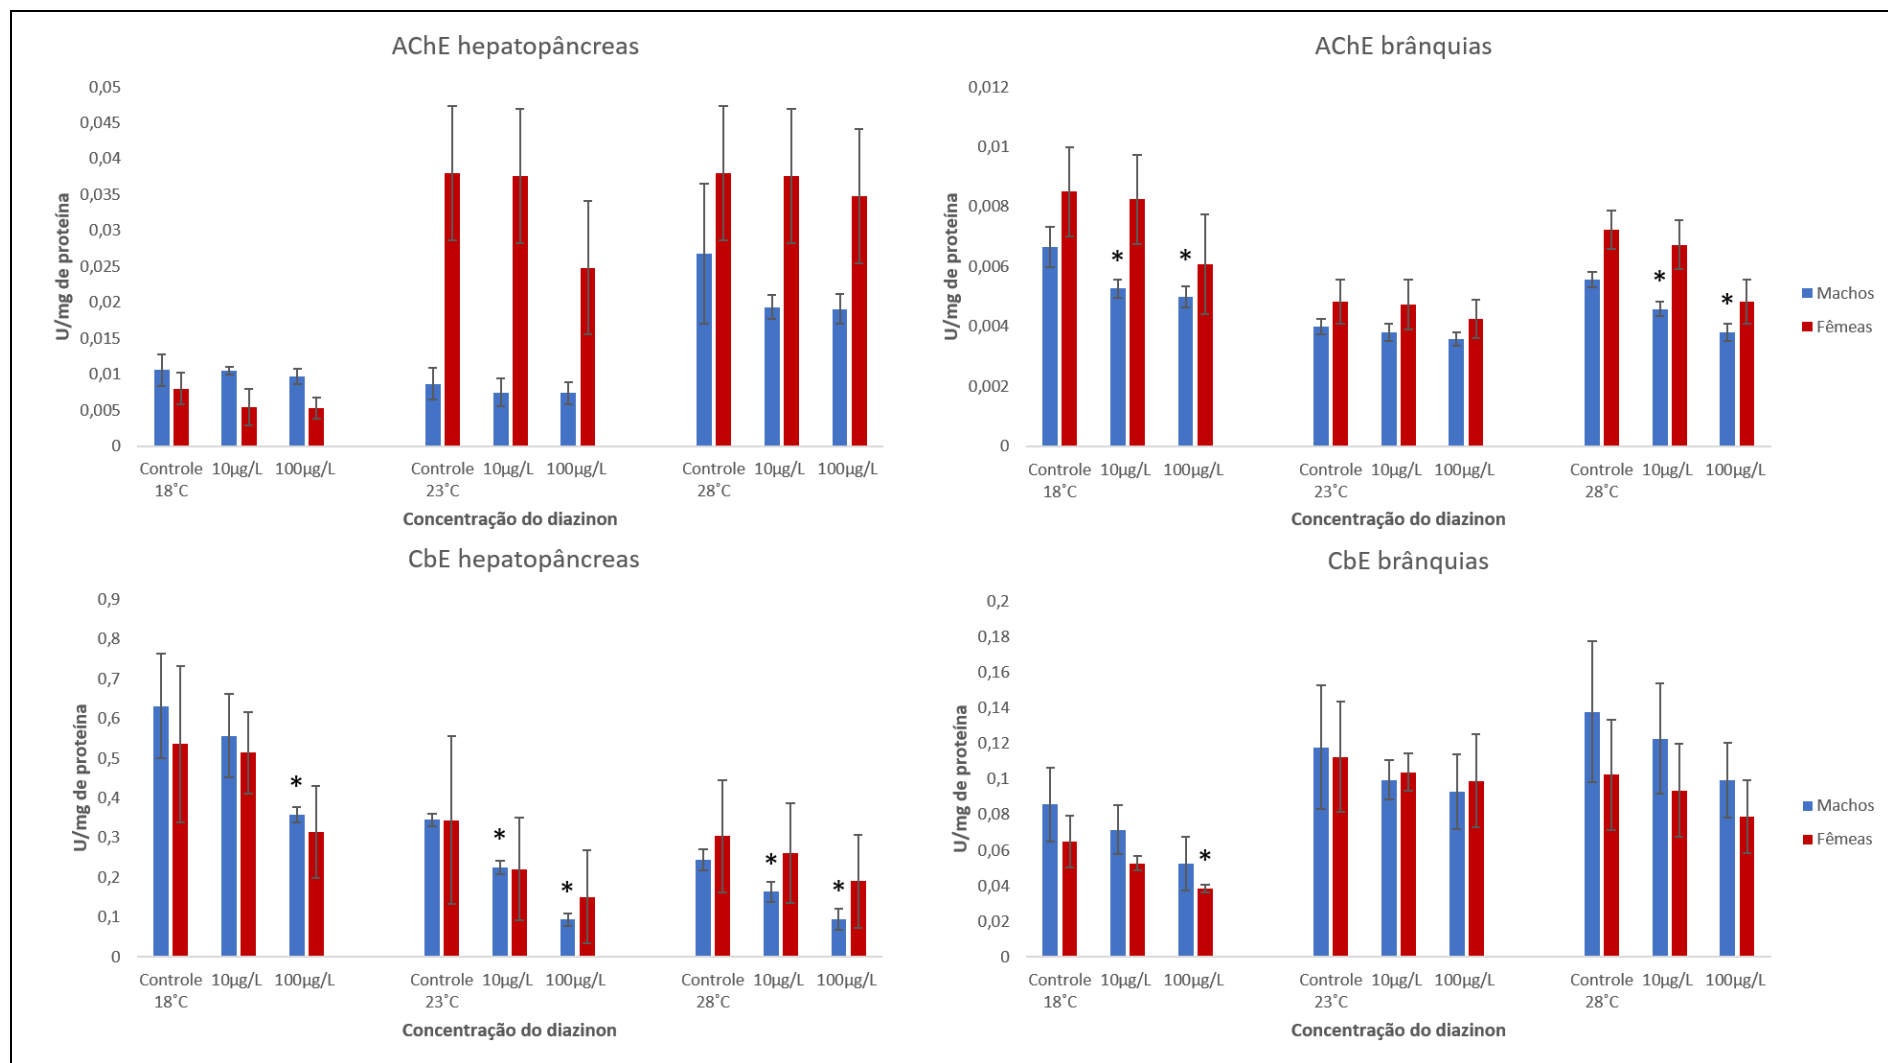 AChE hepatopâncreas
U/mg de proteína
0,05
0,045
0,04
0,035
0,03
0,025
0,02
0,015
0,01
0,005
0
Controle 10µg/L 100µg/L Controle 10µg/L 100µg/L Controle 10µg/L 100µg/L
18˚C 23˚C 28˚C
Concentração do diazinon
AChE brânquias
U/mg de proteína
0,012
0,01
0,008
0,006
0,004
0,002
0
* * * *
Controle 10µg/L 100µg/L Controle 10µg/L 100µg/L Controle 10µg/L 100µg/L
18˚C 23˚C 28˚C
Concentração do diazinon
Machos
Fêmeas
CbE hepatopâncreas
U/mg de proteína
0,9
0,8
0,7
0,6
0,5
0,4
0,3
0,2
0,1
0
* * * * *
Controle 10µg/L 100µg/L Controle 10µg/L 100µg/L Controle 10µg/L 100µg/L
18˚C 23˚C 28˚C
Concentração do diazinon
CbE brânquias
U/mg de proteína
0,2
0,18
0,16
0,14
0,12
0,1
0,08
0,06
0,04
0,02
0
*
Controle 10µg/L 100µg/L Controle 10µg/L 100µg/L Controle 10µg/L 100µg/L
18˚C 23˚C 28˚C
Concentração do diazinon
Machos
Fêmeas